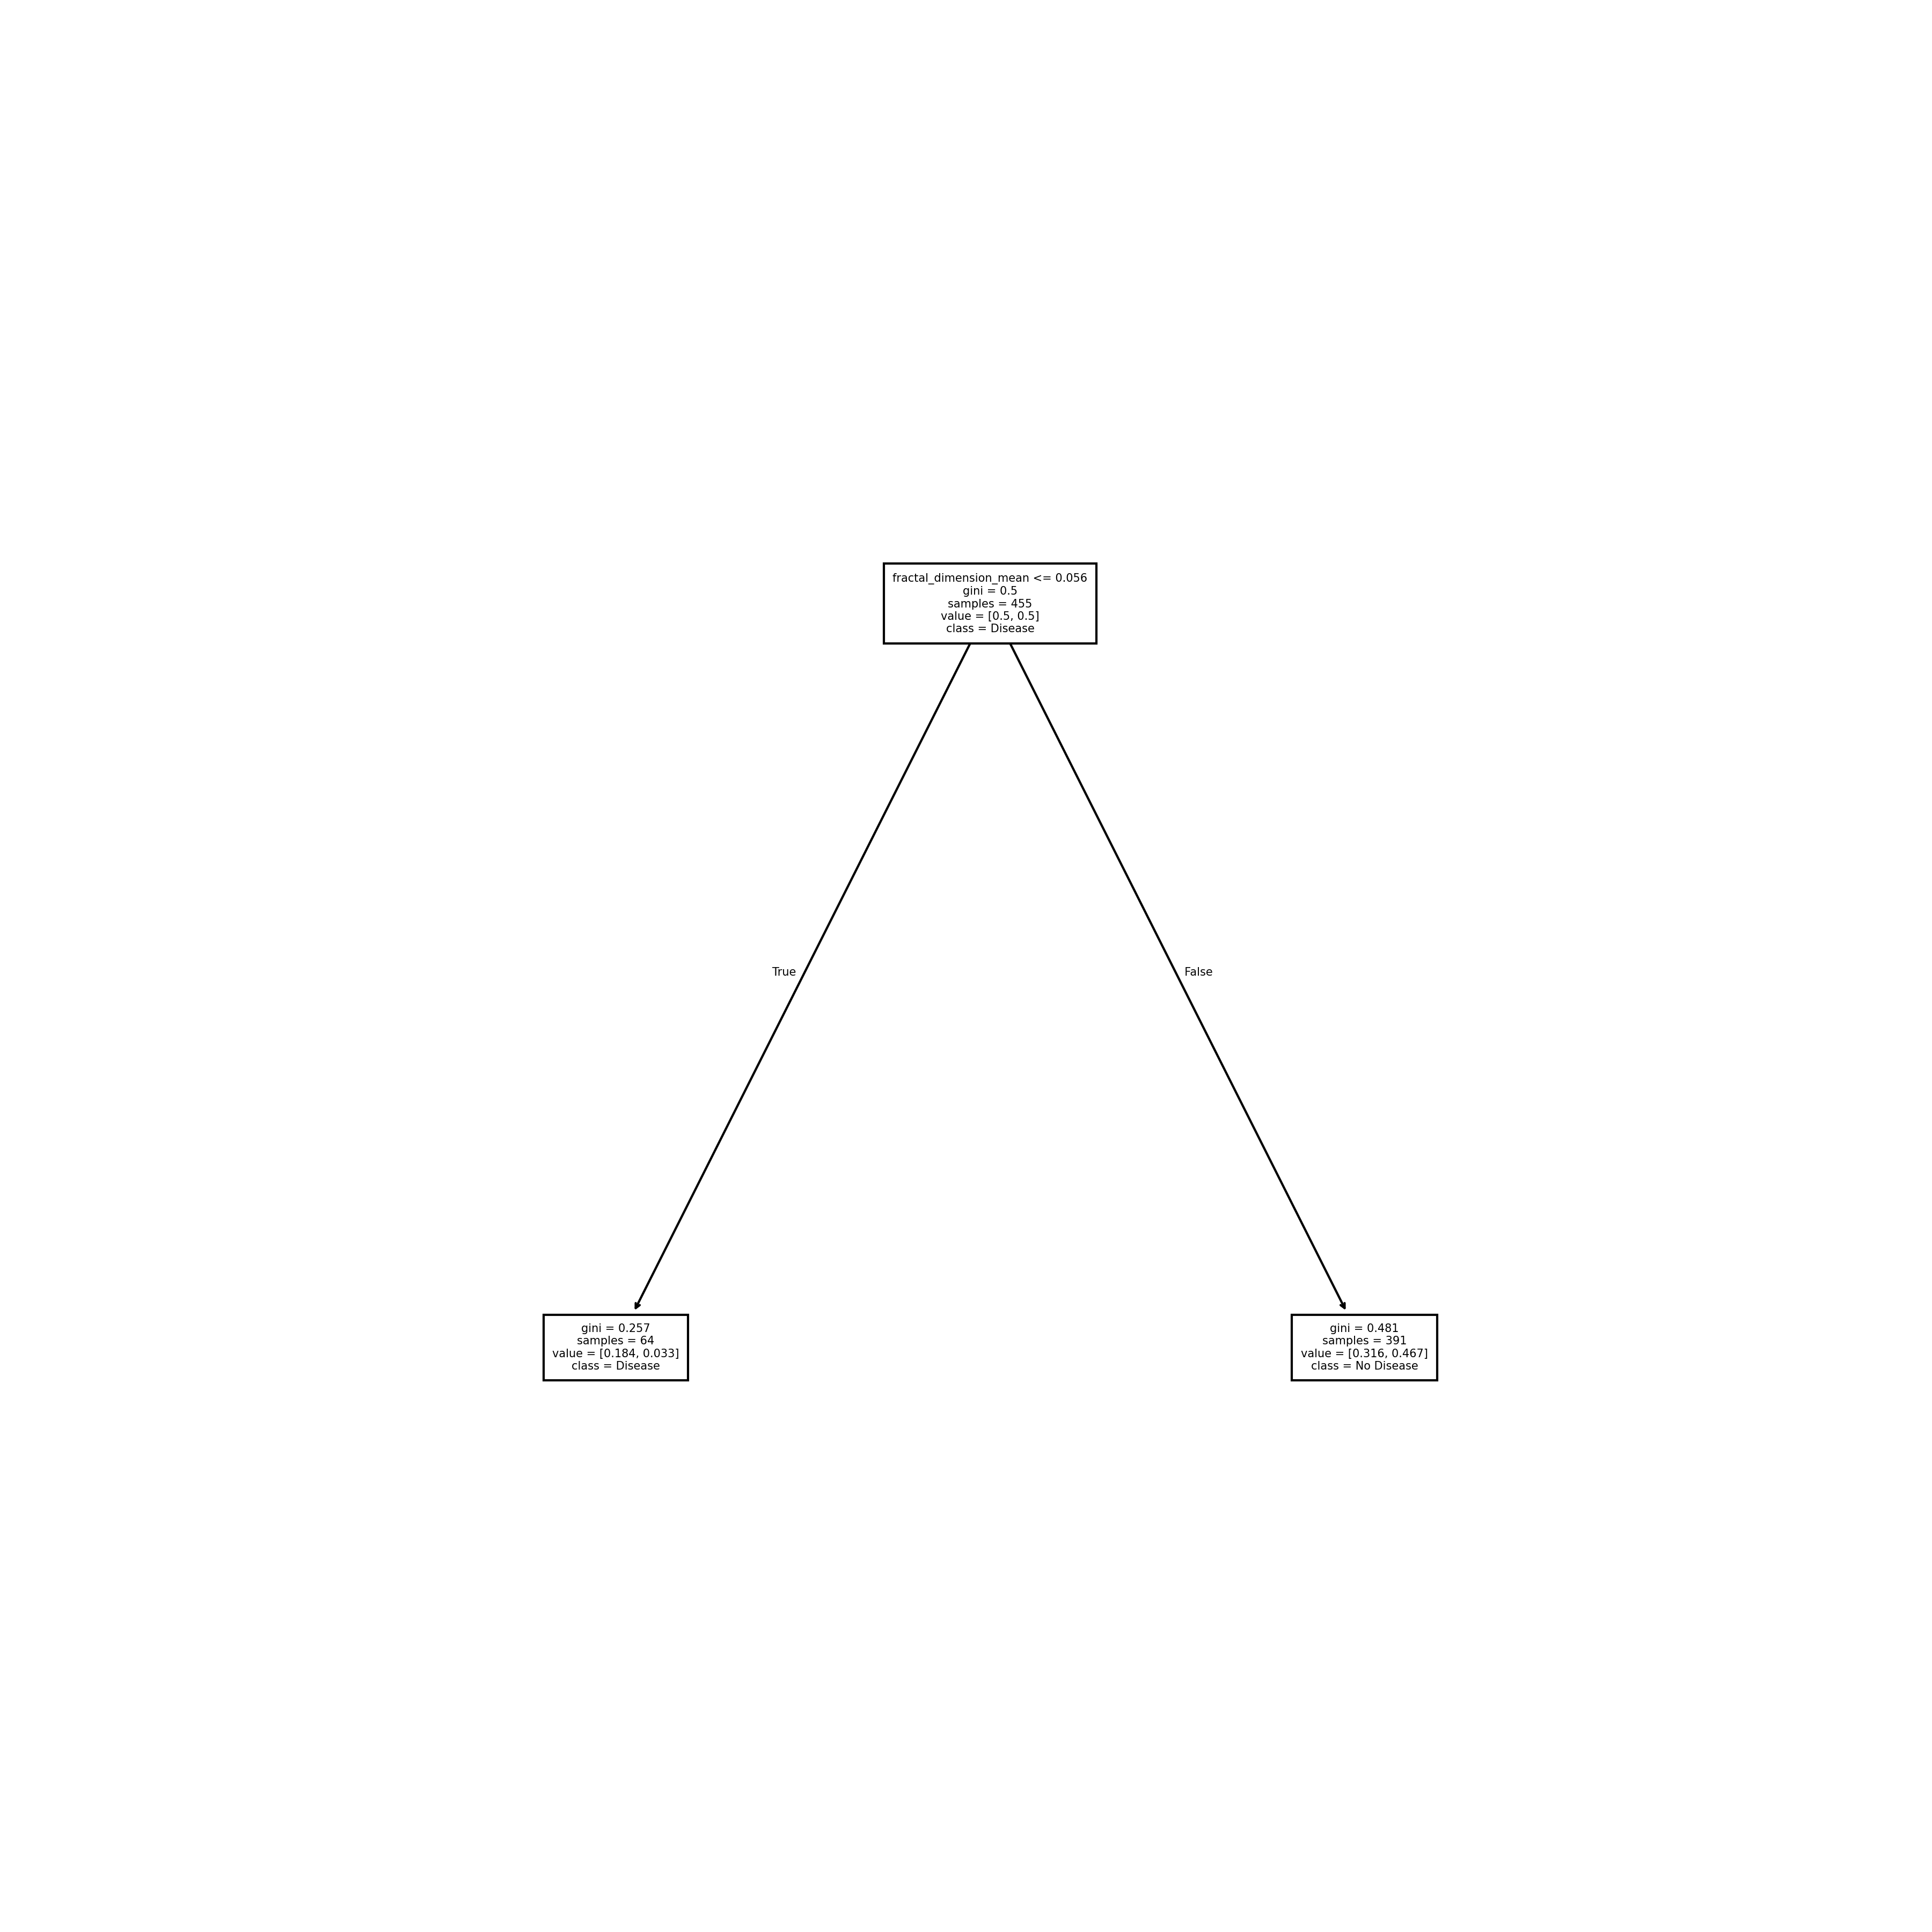 fractal_dimension_mean <= 0.056
gini = 0.5
samples = 455
value = [0.5, 0.5]
class = Disease
True
False
gini = 0.257
samples = 64
value = [0.184, 0.033]
class = Disease
gini = 0.481
samples = 391
value = [0.316, 0.467]
class = No Disease